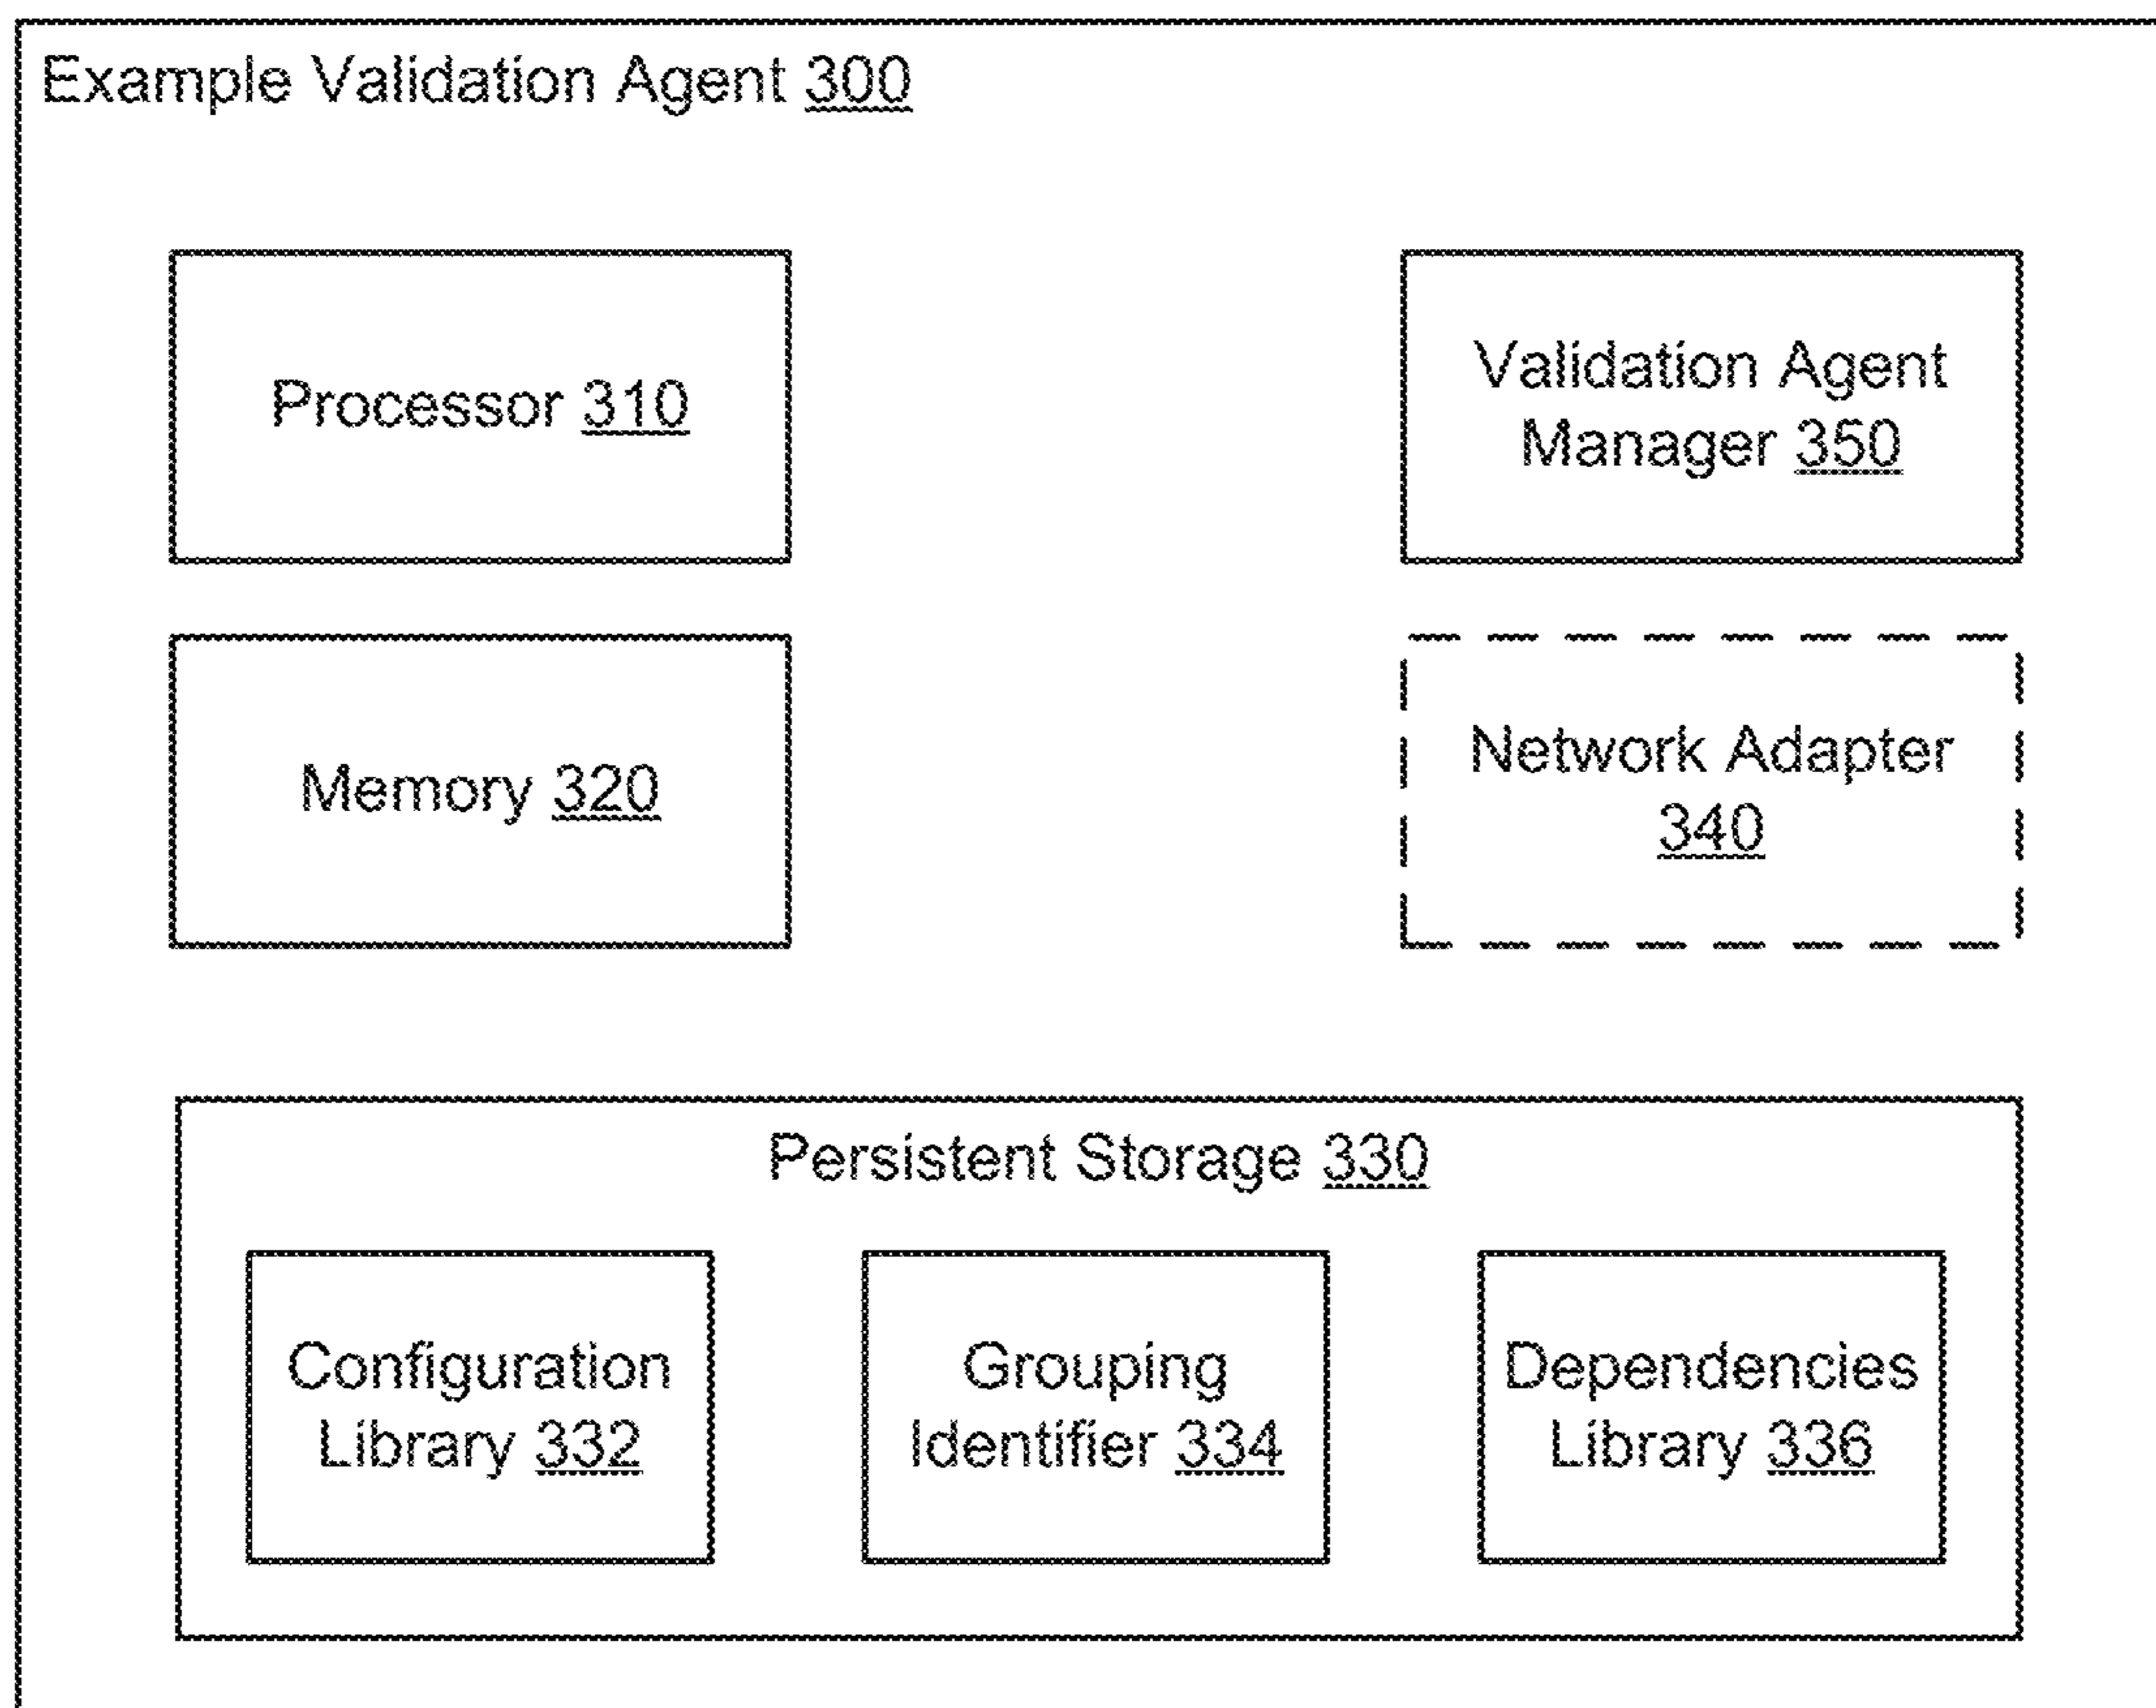 Example Validation Agent 300
Processor 310
Validation Agent
Manager 350
Memory 320
Network Adapter
340
Persistent Storage 330
Configuration
Library 332
Grouping
Identifier 334
Dependencies
Library 336